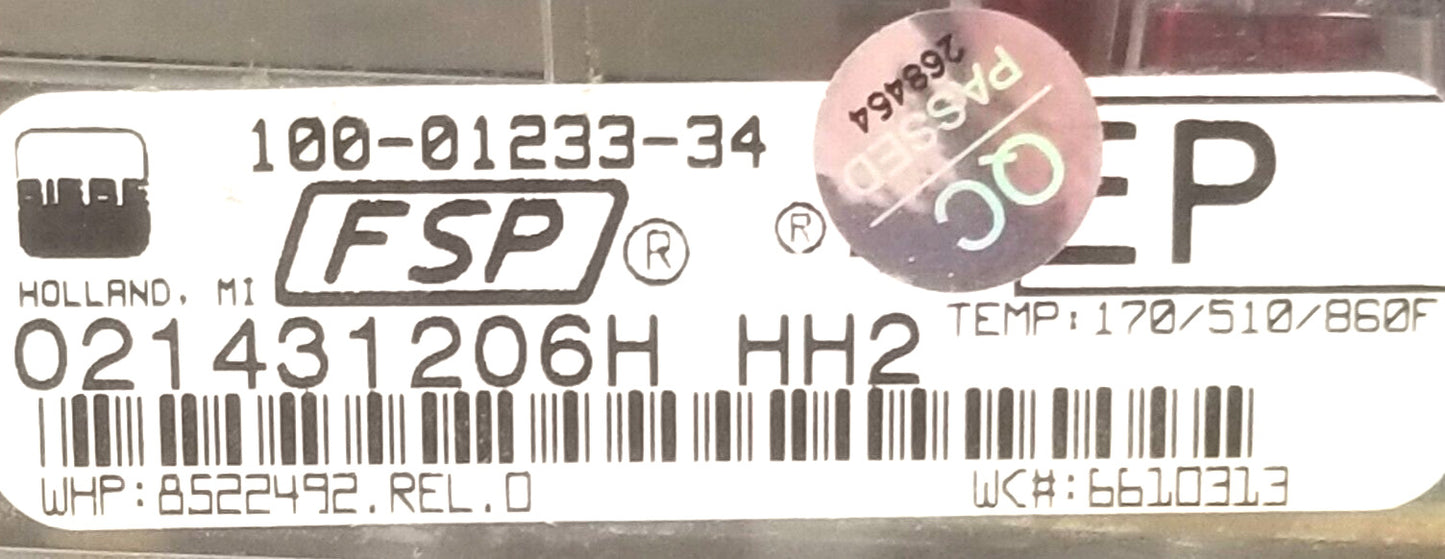 100-01233-34
FSP ®
®
EP
HOLLAND, MI
TEMP:170/510/860F
021431206H HH2
WHP:8522492.REL.0
WC#:6610313
268464
PASSED
QC